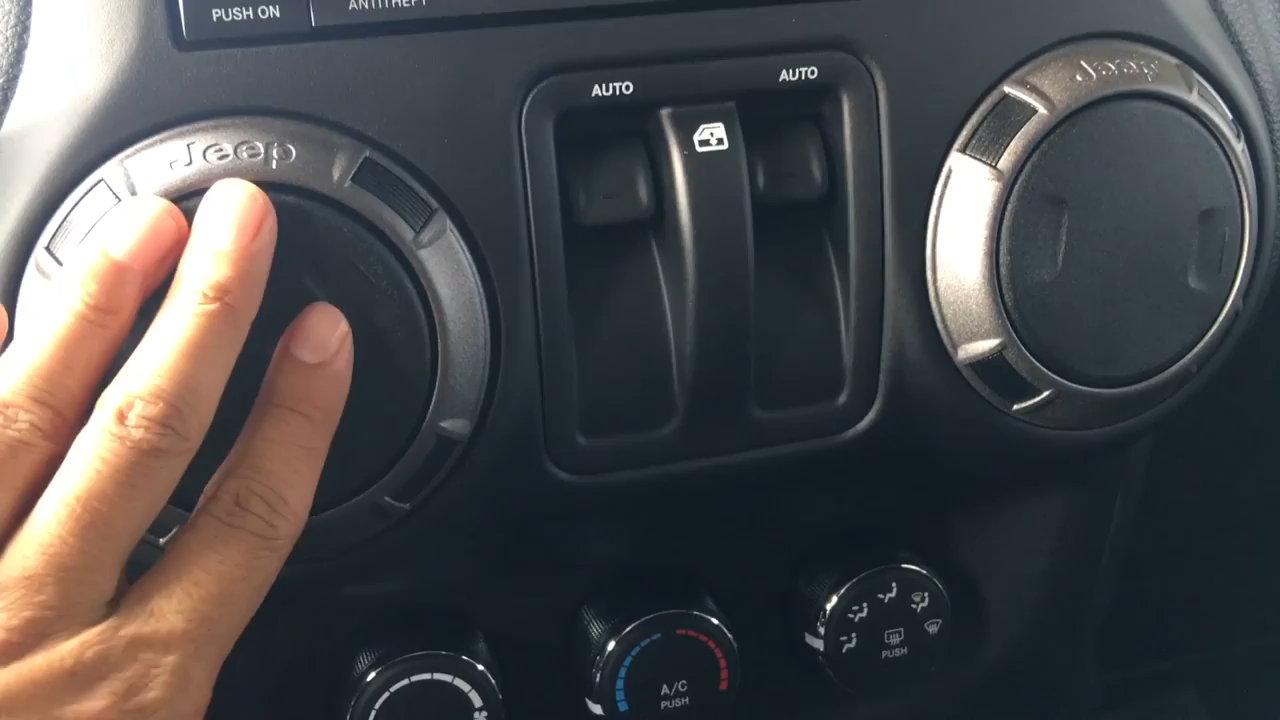 PUSH ON
ANTITHEFT
Jeep
AUTO
AUTO
Jeep
A/C
PUSH
PUSH